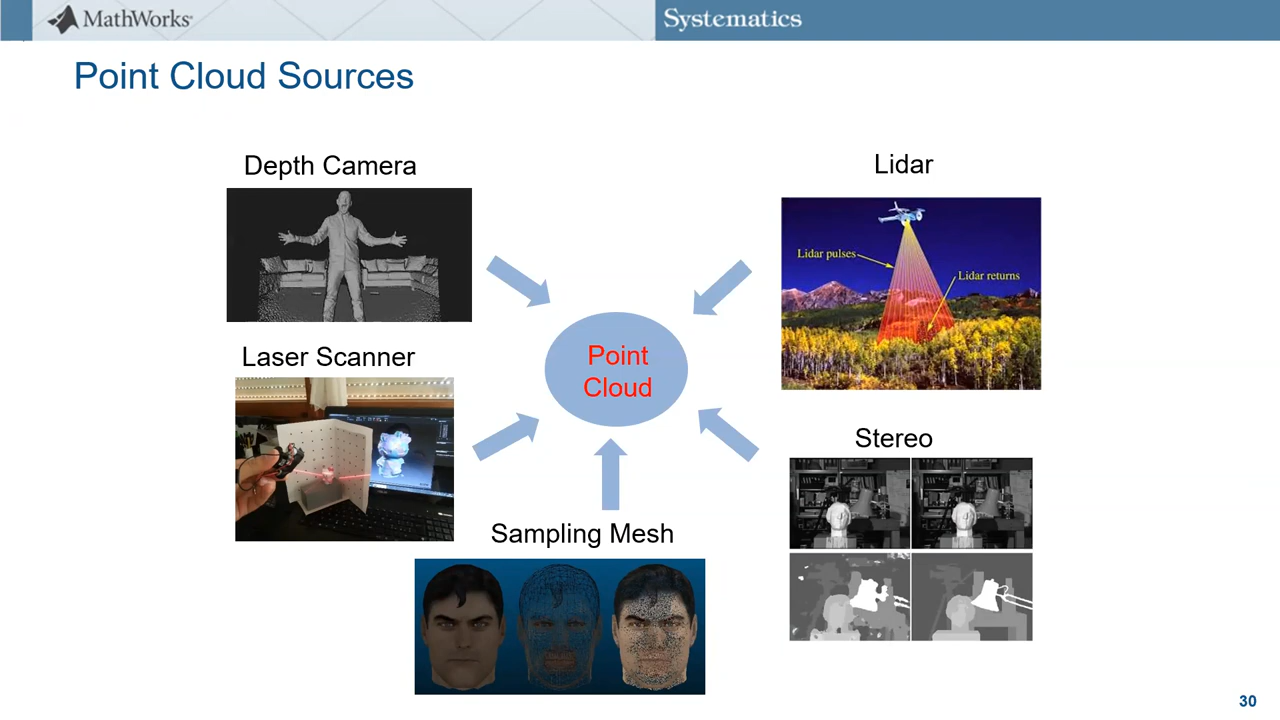 MathWorks
Systematics
Point Cloud Sources
Depth Camera
Lidar
Lidar pulses
Lidar returns
Laser Scanner
Point
Cloud
Stereo
Sampling Mesh
30